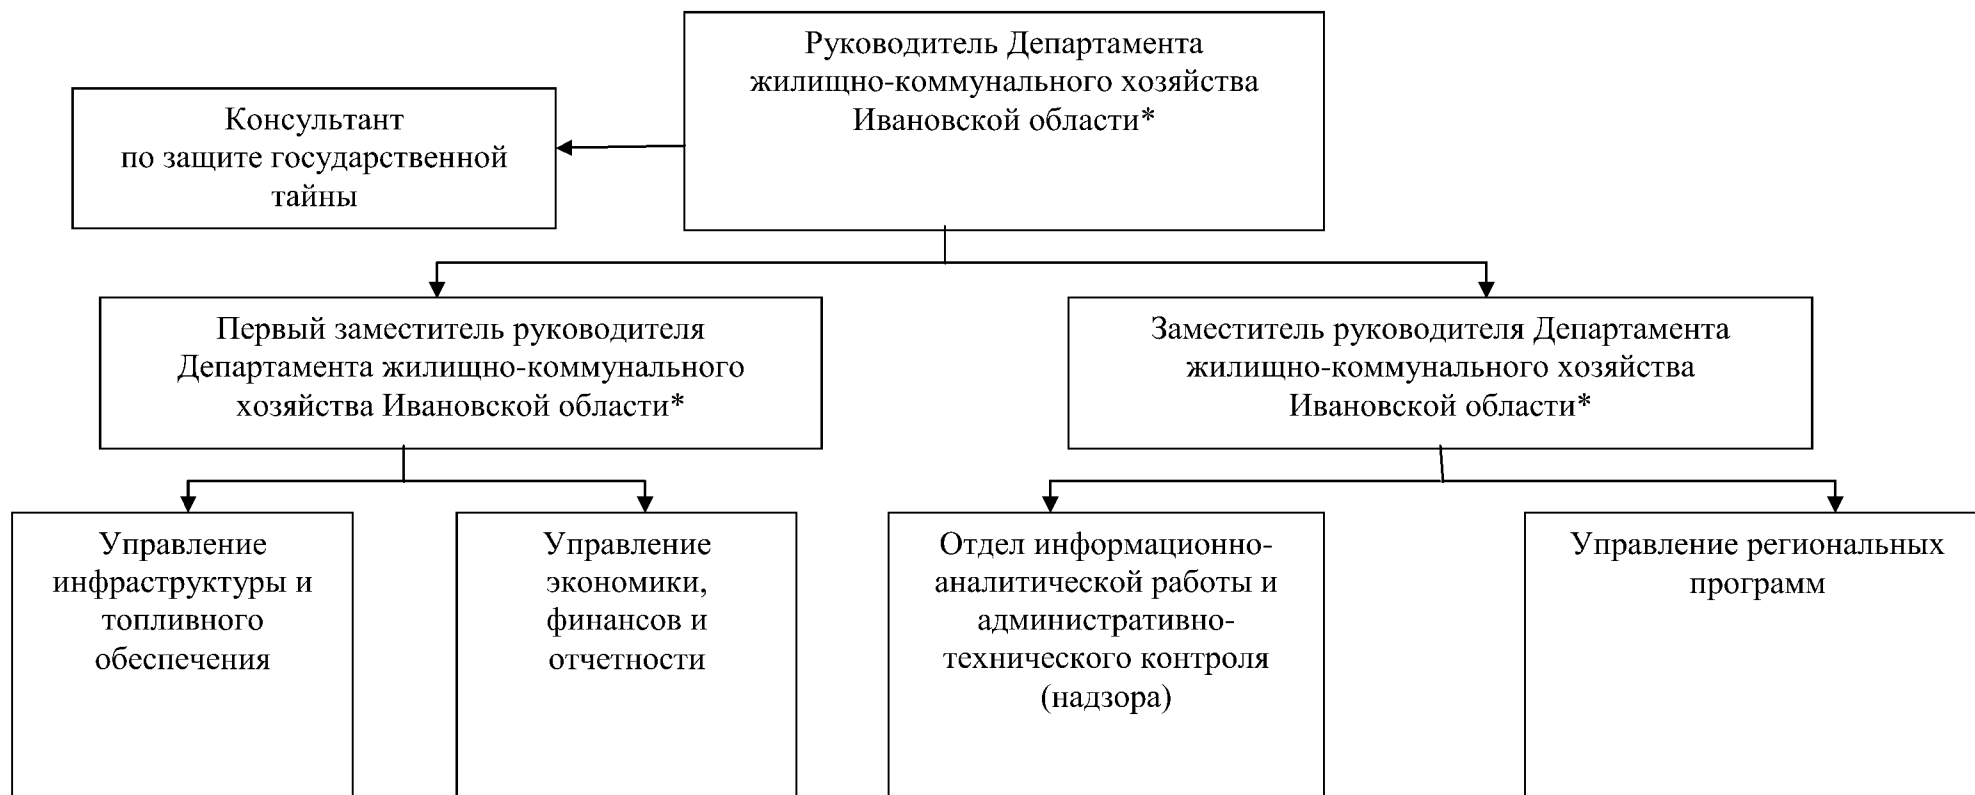 Руководитель Департамента
жилищно-коммунального хозяйства
Ивановской области*
Консультант
по защите государственной
тайны
Первый заместитель руководителя
Департамента жилищно-коммунального
хозяйства Ивановской области*
Заместитель руководителя Департамента
жилищно-коммунального хозяйства
Ивановской области*
Управление
инфраструктуры и
топливного
обеспечения
Управление
экономики,
финансов и
отчетности
Отдел информационно-
аналитической работы и
административно-
технического контроля
(надзора)
Управление региональных
программ